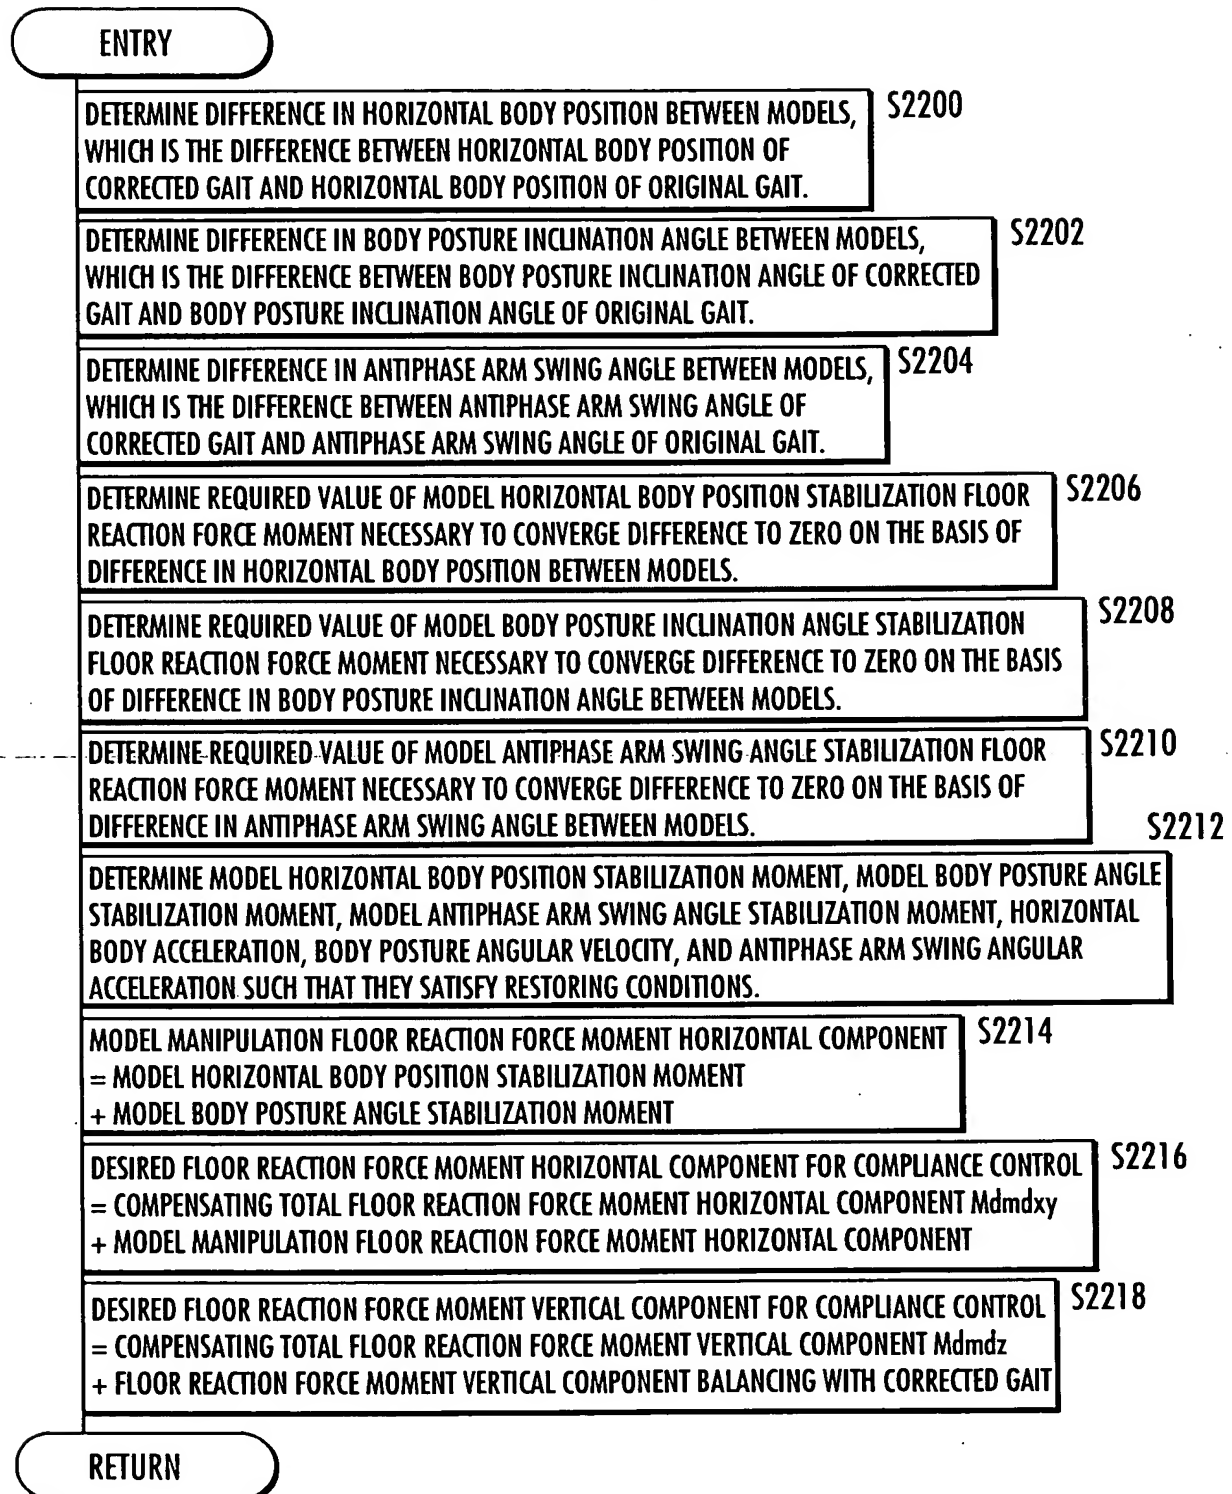 ENTRY
S2200
DETERMINE DIFFERENCE IN HORIZONTAL BODY POSITION BETWEEN MODELS,
WHICH IS THE DIFFERENCE BETWEEN HORIZONTAL BODY POSITION OF
CORRECTED GAIT AND HORIZONTAL BODY POSITION OF ORIGINAL GAIT.
S2202
DETERMINE DIFFERENCE IN BODY POSTURE INCLINATION ANGLE BETWEEN MODELS,
WHICH IS THE DIFFERENCE BETWEEN BODY POSTURE INCLINATION ANGLE OF CORRECTED
GAIT AND BODY POSTURE INCLINATION ANGLE OF ORIGINAL GAIT.
S2204
DETERMINE DIFFERENCE IN ANTIPHASE ARM SWING ANGLE BETWEEN MODELS,
WHICH IS THE DIFFERENCE BETWEEN ANTIPHASE ARM SWING ANGLE OF
CORRECTED GAIT AND ANTIPHASE ARM SWING ANGLE OF ORIGINAL GAIT.
S2206
DETERMINE REQUIRED VALUE OF MODEL HORIZONTAL BODY POSITION STABILIZATION FLOOR
REACTION FORCE MOMENT NECESSARY TO CONVERGE DIFFERENCE TO ZERO ON THE BASIS OF
DIFFERENCE IN HORIZONTAL BODY POSITION BETWEEN MODELS.
S2208
DETERMINE REQUIRED VALUE OF MODEL BODY POSTURE INCLINATION ANGLE STABILIZATION
FLOOR REACTION FORCE MOMENT NECESSARY TO CONVERGE DIFFERENCE TO ZERO ON THE BASIS
OF DIFFERENCE IN BODY POSTURE INCLINATION ANGLE BETWEEN MODELS.
S2210
DETERMINE REQUIRED VALUE OF MODEL ANTIPHASE ARM SWING ANGLE STABILIZATION FLOOR
REACTION FORCE MOMENT NECESSARY TO CONVERGE DIFFERENCE TO ZERO ON THE BASIS OF
DIFFERENCE IN ANTIPHASE ARM SWING ANGLE BETWEEN MODELS.
S2212
DETERMINE MODEL HORIZONTAL BODY POSITION STABILIZATION MOMENT, MODEL BODY POSTURE ANGLE
STABILIZATION MOMENT, MODEL ANTIPHASE ARM SWING ANGLE STABILIZATION MOMENT, HORIZONTAL
BODY ACCELERATION, BODY POSTURE ANGULAR VELOCITY, AND ANTIPHASE ARM SWING ANGULAR
ACCELERATION SUCH THAT THEY SATISFY RESTORING CONDITIONS.
S2214
MODEL MANIPULATION FLOOR REACTION FORCE MOMENT HORIZONTAL COMPONENT
= MODEL HORIZONTAL BODY POSITION STABILIZATION MOMENT
+ MODEL BODY POSTURE ANGLE STABILIZATION MOMENT
S2216
DESIRED FLOOR REACTION FORCE MOMENT HORIZONTAL COMPONENT FOR COMPLIANCE CONTROL
= COMPENSATING TOTAL FLOOR REACTION FORCE MOMENT HORIZONTAL COMPONENT Mdmdxy
+ MODEL MANIPULATION FLOOR REACTION FORCE MOMENT HORIZONTAL COMPONENT
S2218
DESIRED FLOOR REACTION FORCE MOMENT VERTICAL COMPONENT FOR COMPLIANCE CONTROL
= COMPENSATING TOTAL FLOOR REACTION FORCE MOMENT VERTICAL COMPONENT Mdmdz
+ FLOOR REACTION FORCE MOMENT VERTICAL COMPONENT BALANCING WITH CORRECTED GAIT
RETURN